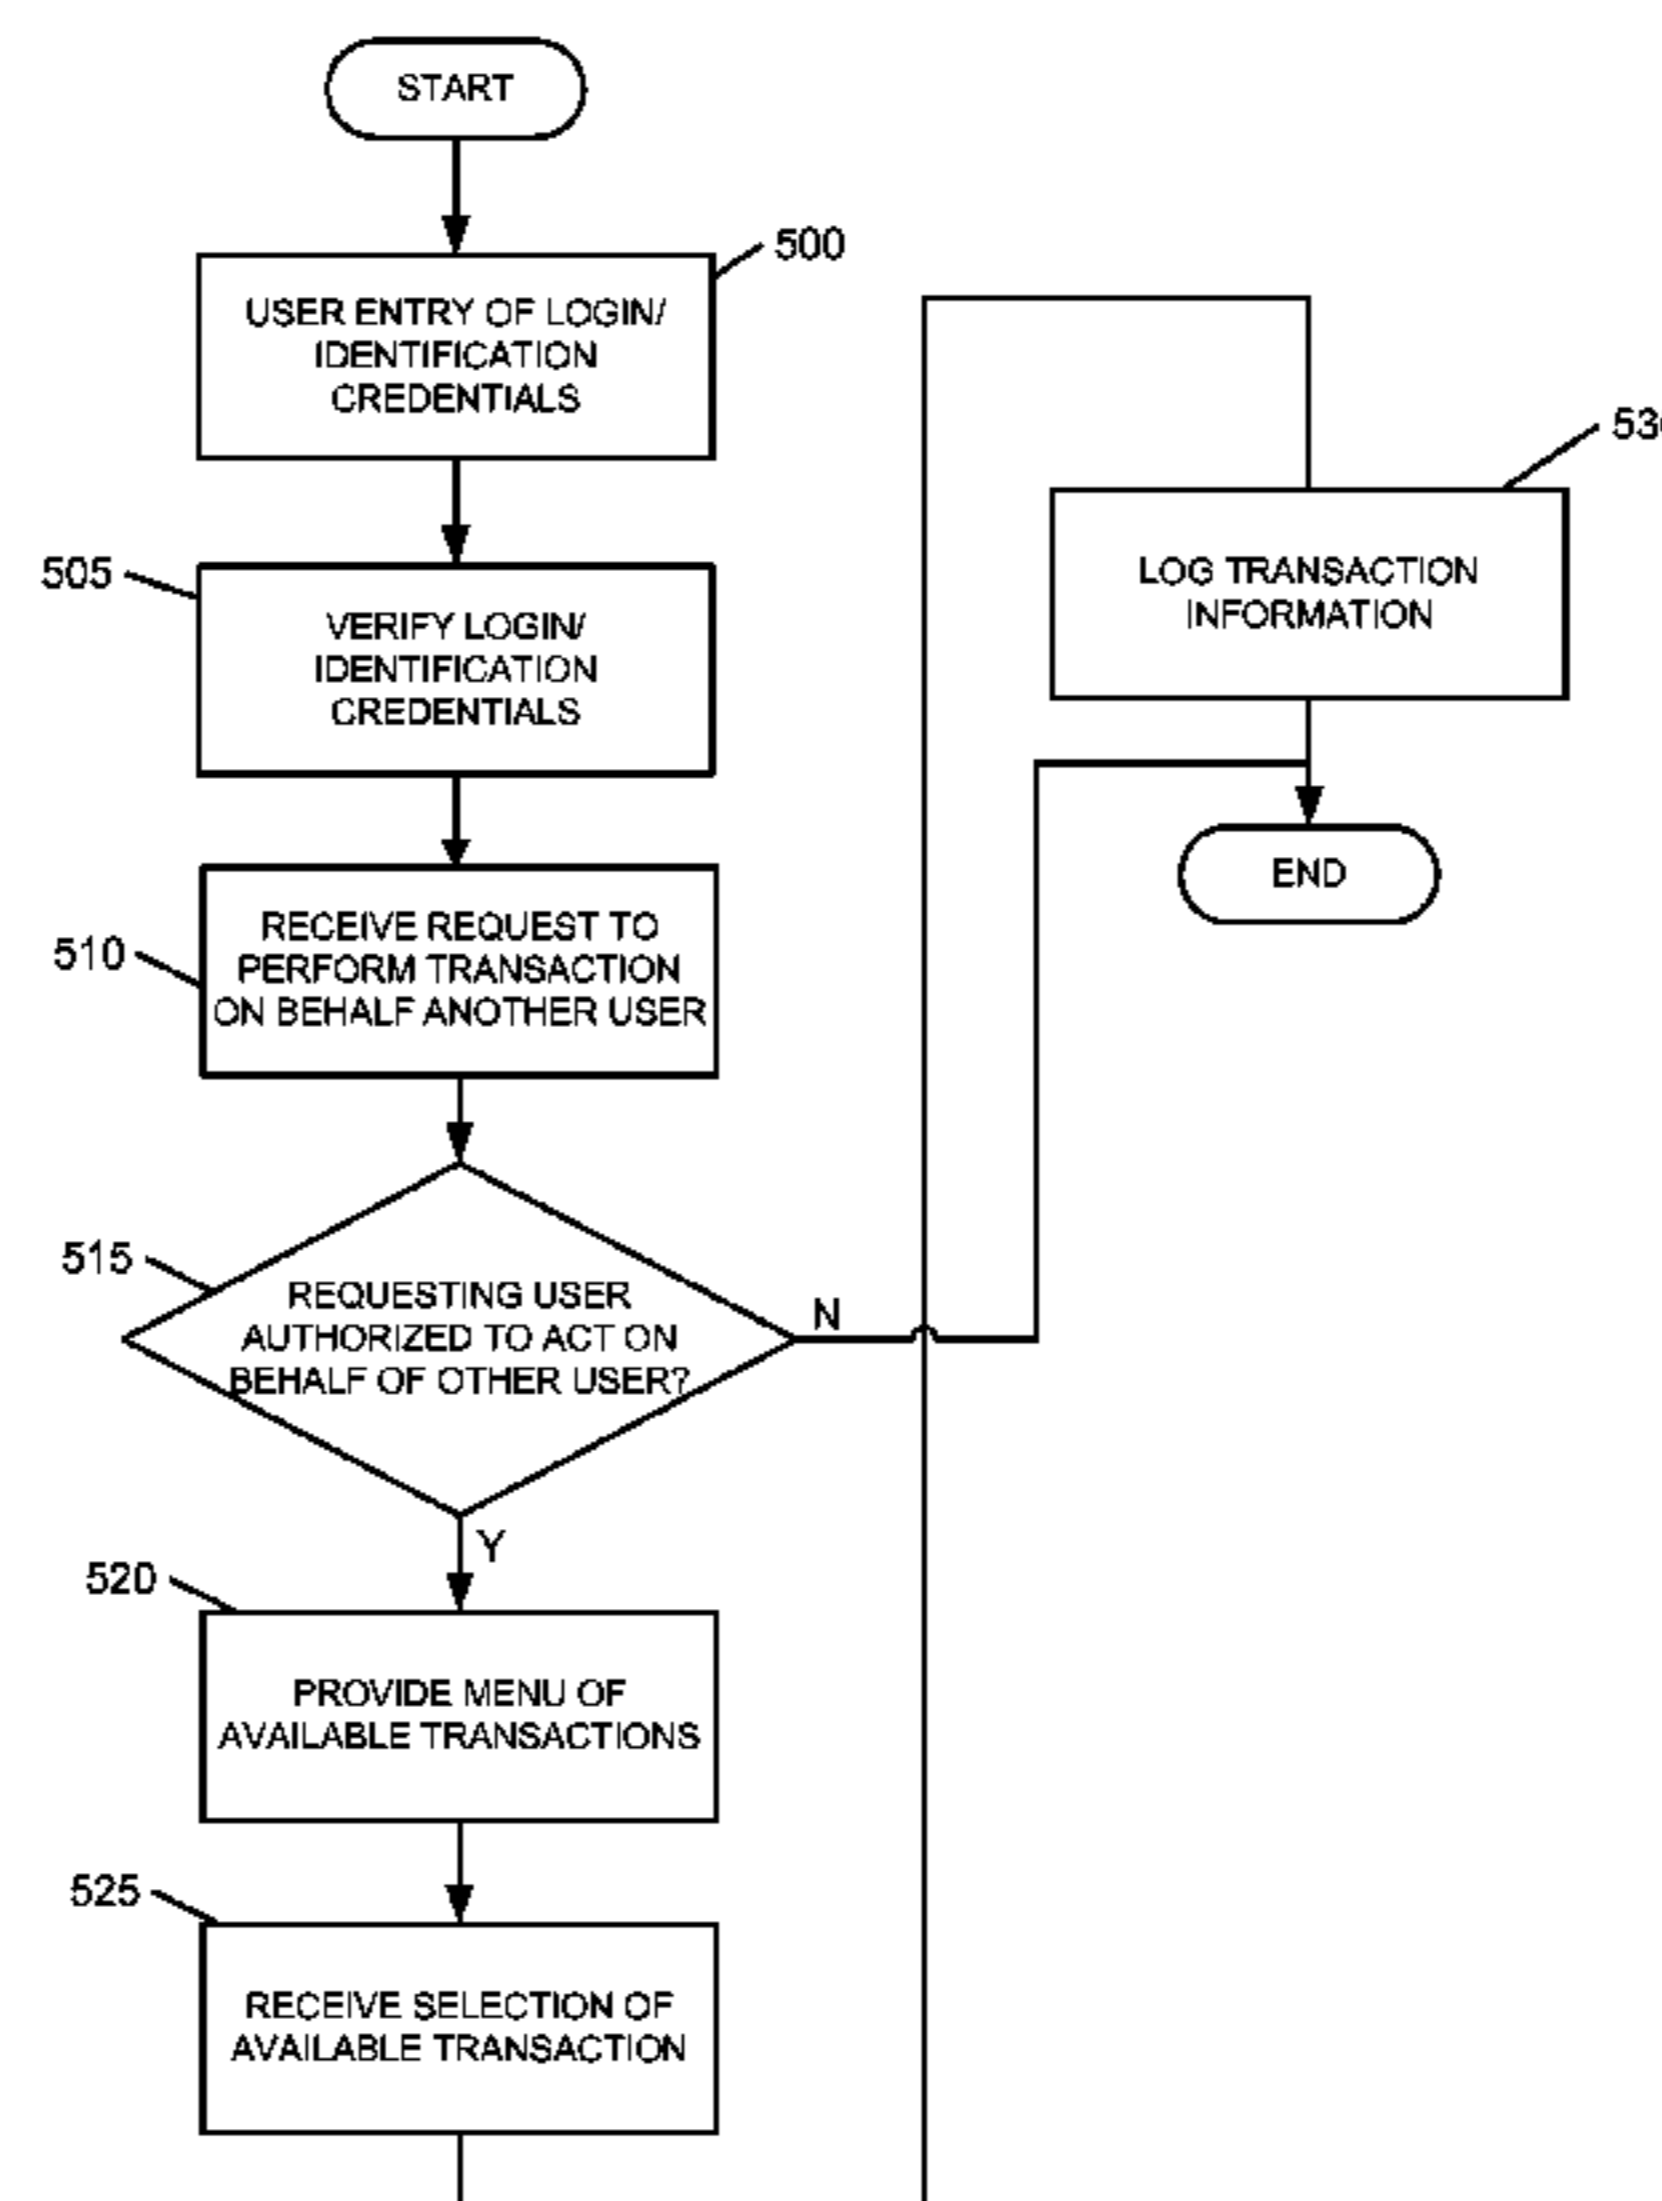 START
500
USER ENTRY OF LOGIN/
IDENTIFICATION
CREDENTIALS
505
VERIFY LOGIN/
IDENTIFICATION
CREDENTIALS
510
RECEIVE REQUEST TO
PERFORM TRANSACTION
ON BEHALF ANOTHER USER
515
REQUESTING USER
AUTHORIZED TO ACT ON
BEHALF OF OTHER USER?
N
Y
520
PROVIDE MENU OF
AVAILABLE TRANSACTIONS
525
RECEIVE SELECTION OF
AVAILABLE TRANSACTION
LOG TRANSACTION
INFORMATION
END